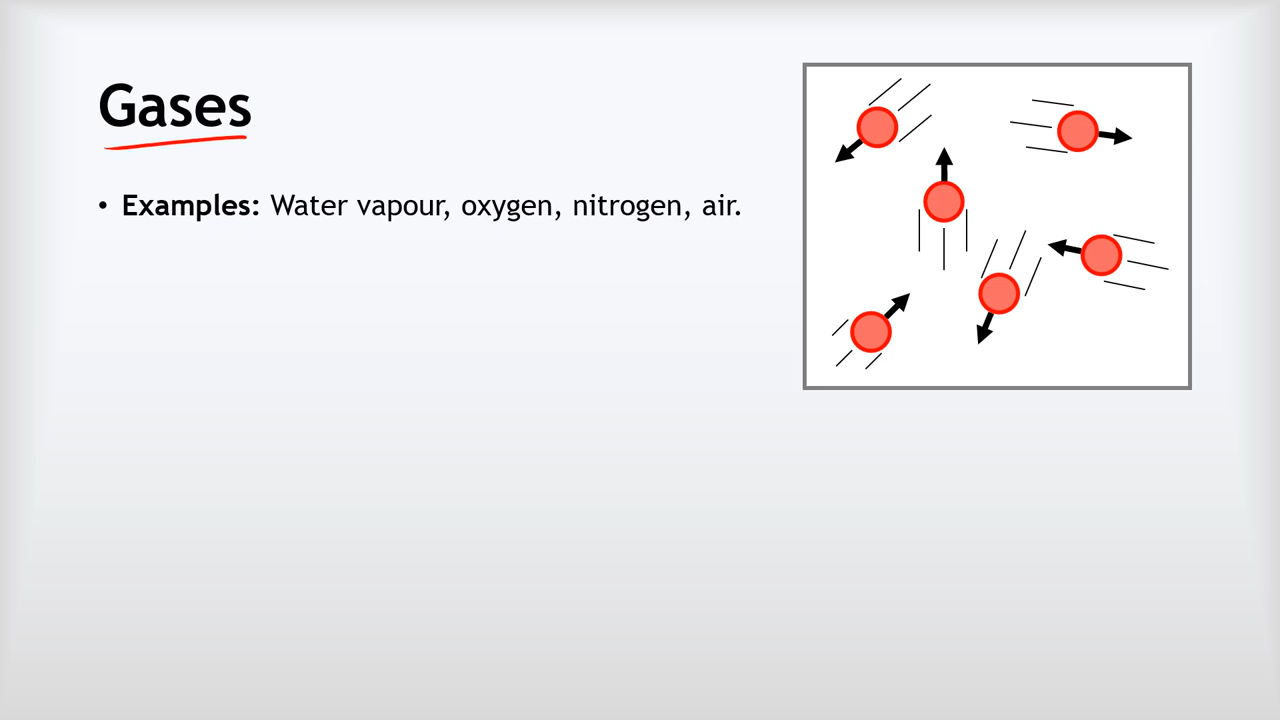 Gases
• Examples: Water vapour, oxygen, nitrogen, air.